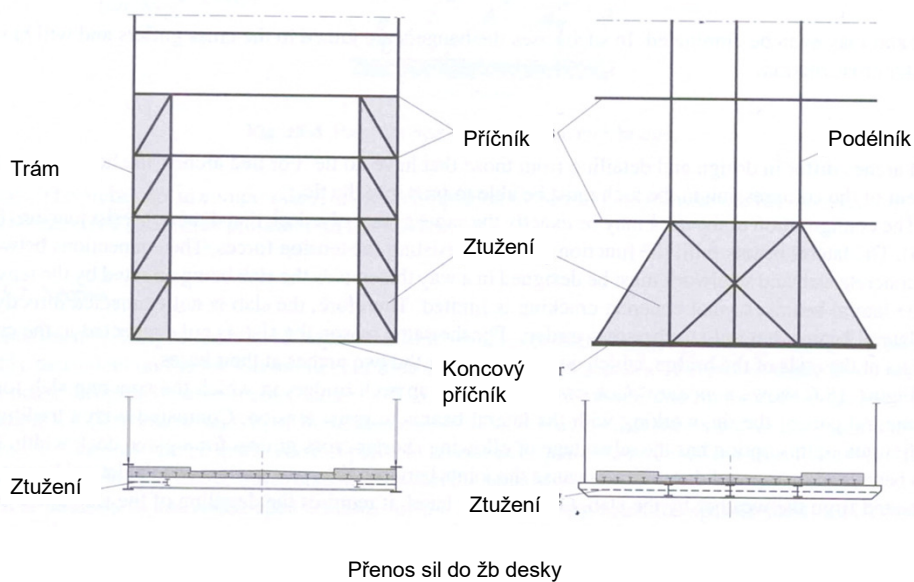 Trám
Příčník
Podélník
Ztužení
Koncový
příčník
Ztužení
Ztužení
Přenos sil do žb desky